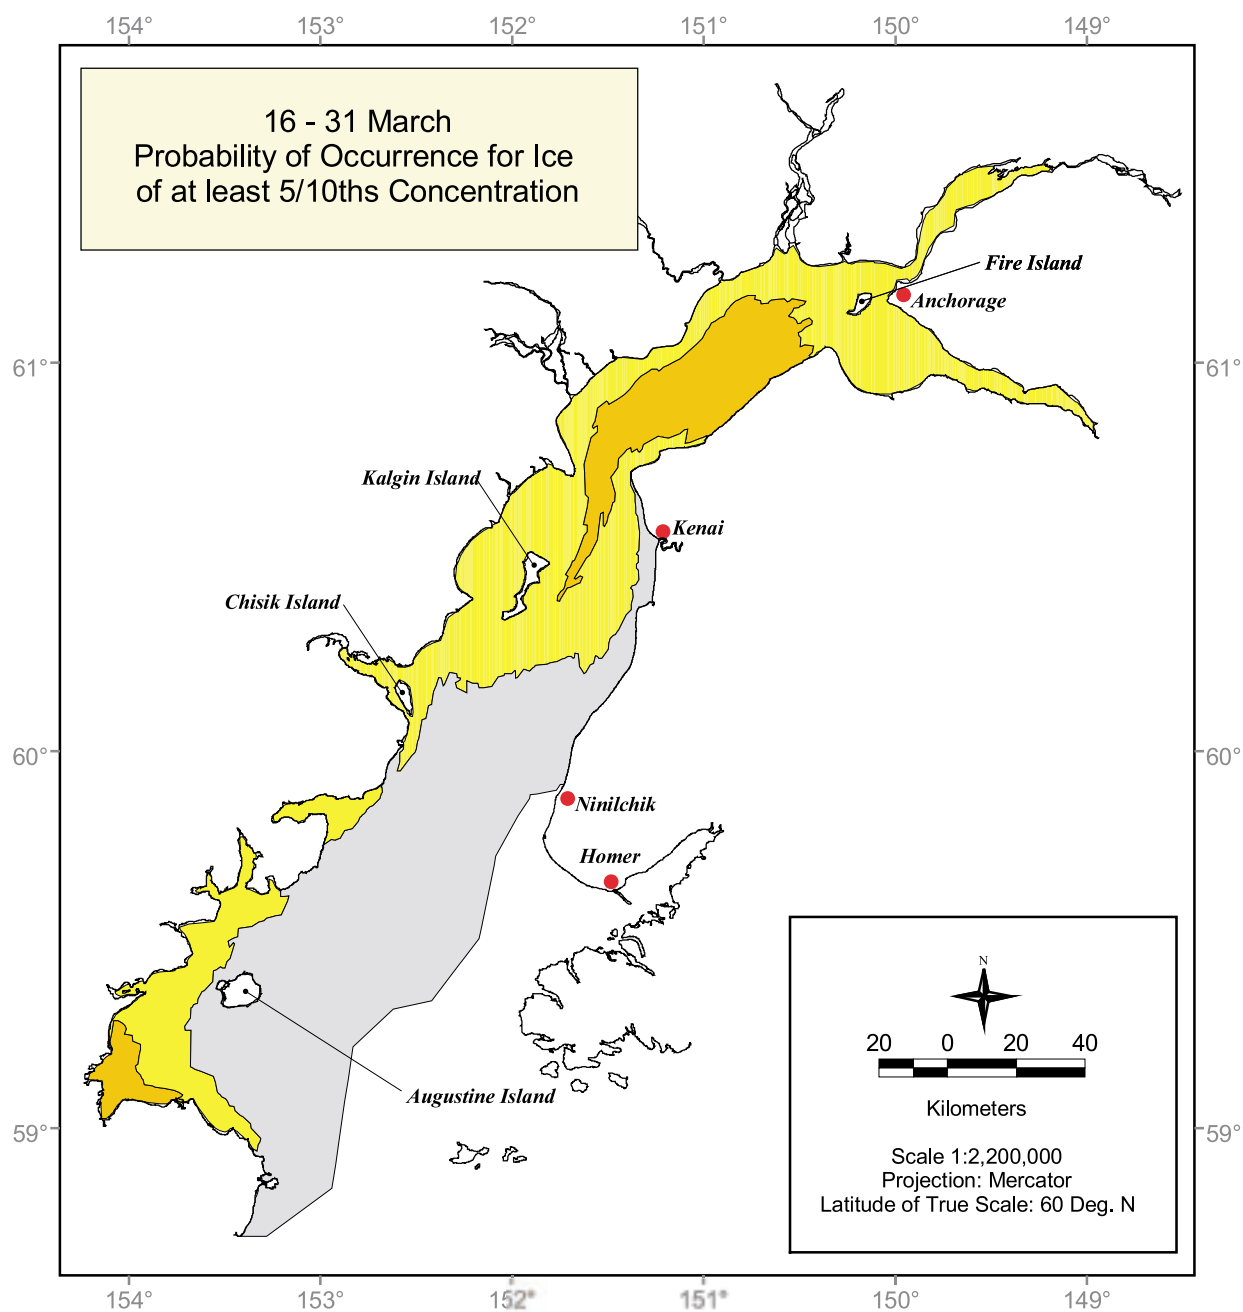 154° 153° 152° 151° 150° 149°
16 - 31 March
Probability of Occurrence for Ice
of at least 5/10ths Concentration
Fire Island
Anchorage
61° 61°
Kalgin Island
Kenai
Chisik Island
60° 60°
Ninilchik
Homer
N
20 0 20 40
Augustine Island
Kilometers
59° 59°
Scale 1:2,200,000
Projection: Mercator
Latitude of True Scale: 60 Deg. N
154° 153° 152° 151° 150° 149°